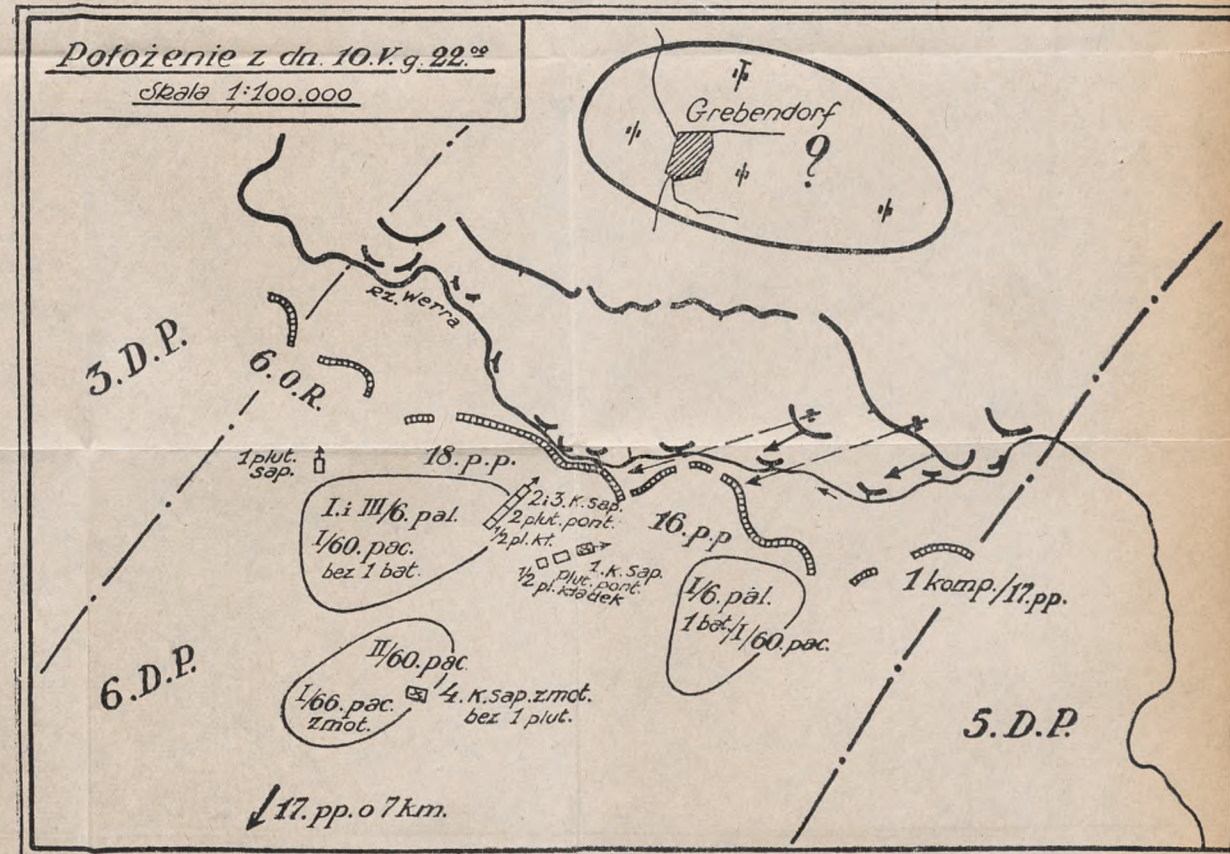 Położenie z dn. 10.V. g. 22.⁰⁰
Skala 1:100.000
Grebendorf
?
rz. Werra
3.D.P.
6.O.R.
1 plut.
sap.
18.p.p.
I. i III/6. pal.
I/60. pac.
bez 1 bat.
2 i 3. k. sap.
2 plut. pont.
1/2 pl. kł.
1. k. sap.
plut. pont.
1/2 pl. kładek
16.p.p
I/6. pal.
1 bat./I/60. pac.
1 komp./17. pp.
6.D.P.
II/60. pac.
I/66. pac.
zmot.
4. k. sap. zmot.
bez 1 plut.
5.D.P.
17. pp. o 7 km.